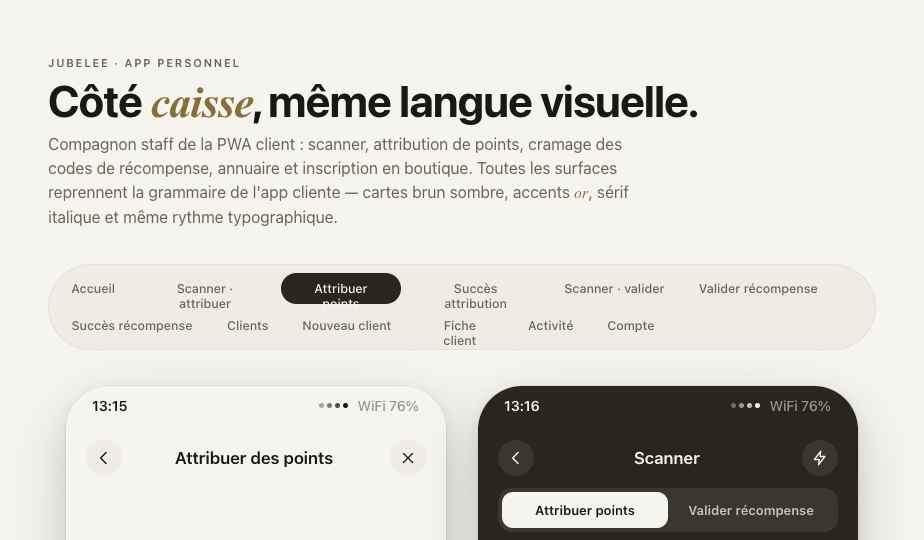 JUBELEE · APP PERSONNEL
Côté caisse, même langue visuelle.
Compagnon staff de la PWA client : scanner, attribution de points, cramage des
codes de récompense, annuaire et inscription en boutique. Toutes les surfaces
reprennent la grammaire de l'app cliente — cartes brun sombre, accents or, sérif
italique et même rythme typographique.
Accueil
Scanner ·
attribuer
Attribuer
points
Succès
attribution
Scanner · valider
Valider récompense
Succès récompense
Clients
Nouveau client
Fiche
client
Activité
Compte
13:15
WiFi 76%
Attribuer des points
13:16
WiFi 76%
Scanner
Attribuer points
Valider récompense